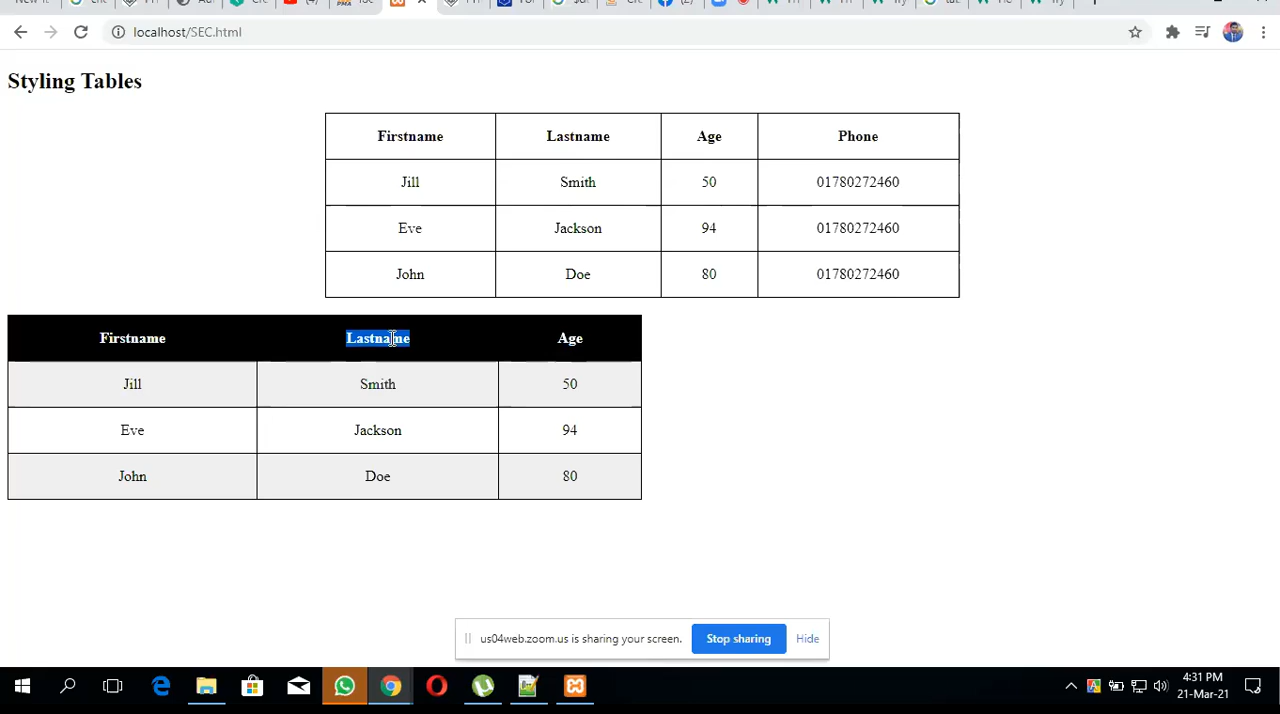 localhost/SEC.html
Styling Tables
Firstname Lastname Age Phone
Jill Smith 50 01780272460
Eve Jackson 94 01780272460
John Doe 80 01780272460
Firstname Lastname Age
Jill Smith 50
Eve Jackson 94
John Doe 80
us04web.zoom.us is sharing your screen. Stop sharing Hide
4:31 PM
21-Mar-21